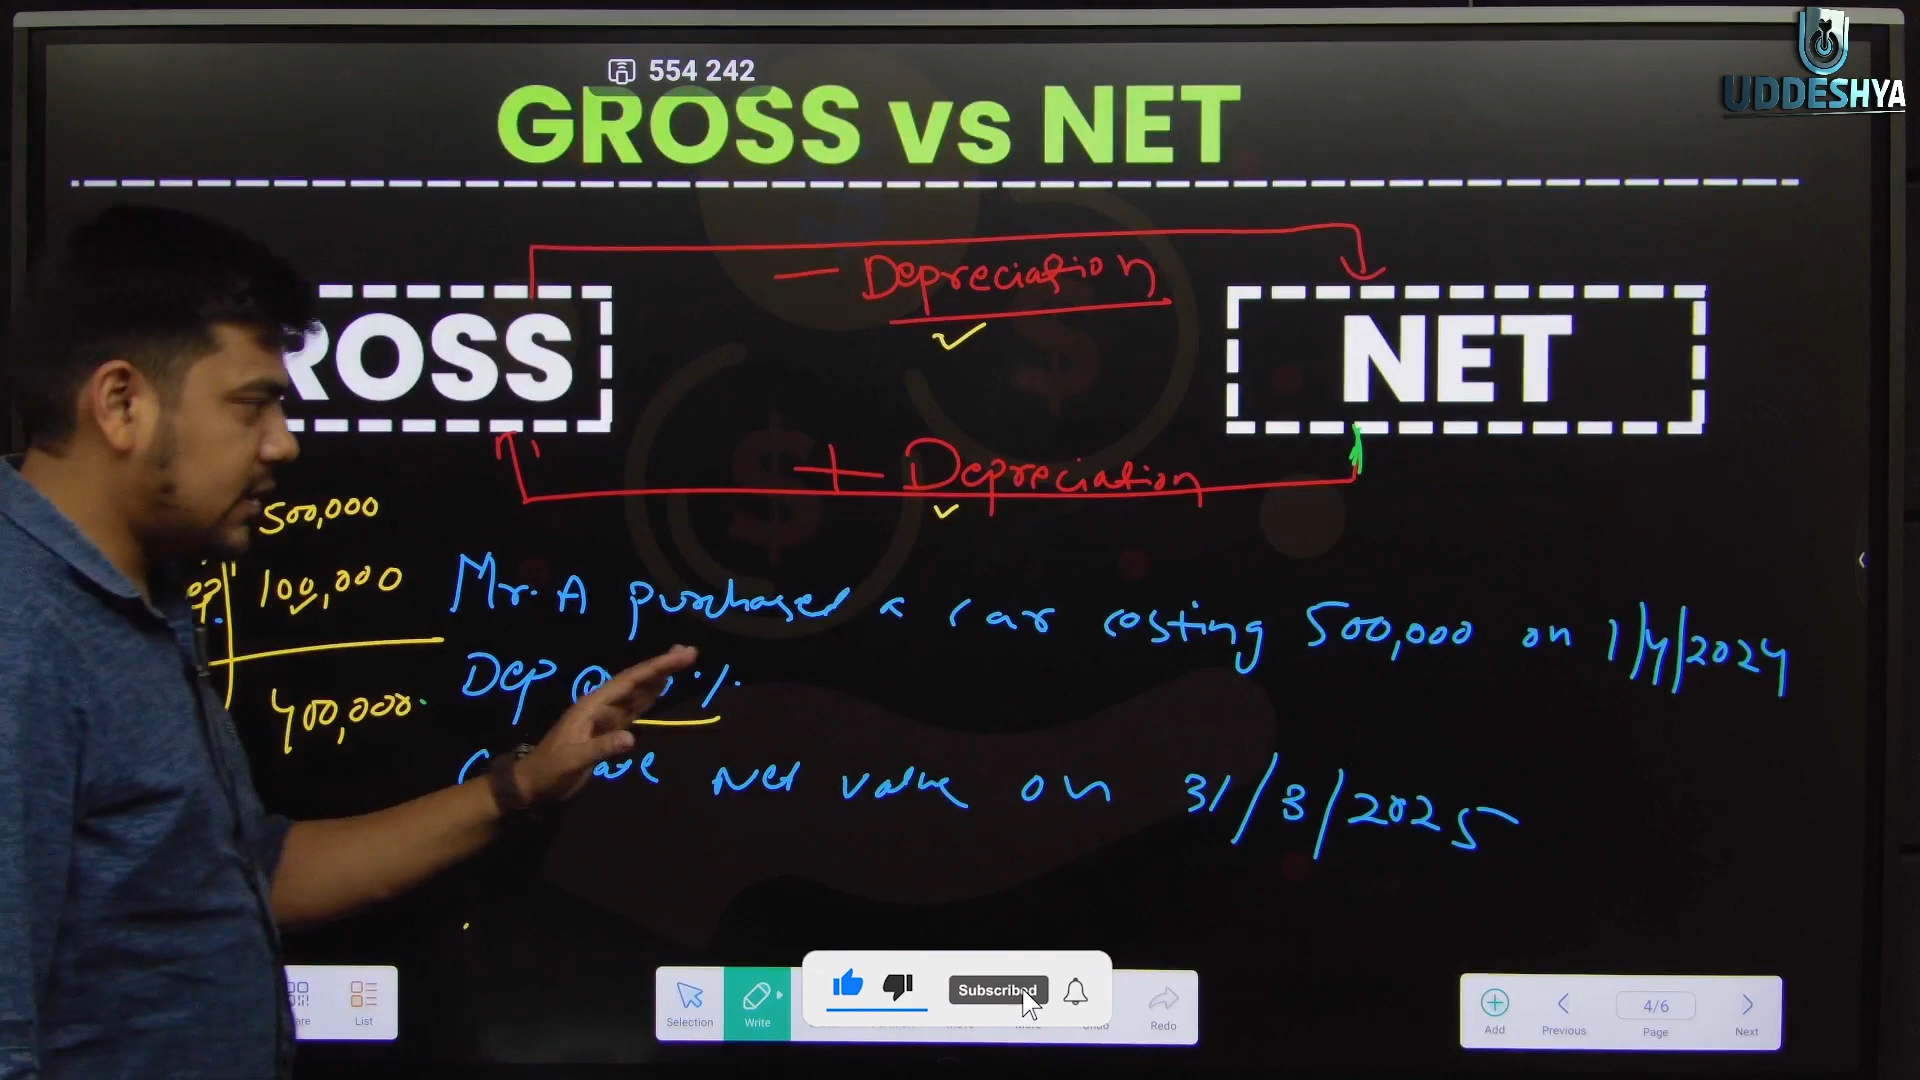 UDDESHYA
554 242
GROSS vs NET
— Depreciation
ROSS
NET
+ Depreciation
500,000
100,000
400,000
Mr. A purchased a car costing 500,000 on 1/4/2024
Dep @ %
Net value on 31/3/2025
Subscribed
List
Selection
Write
Redo
Add
Previous
4/6
Page
Next